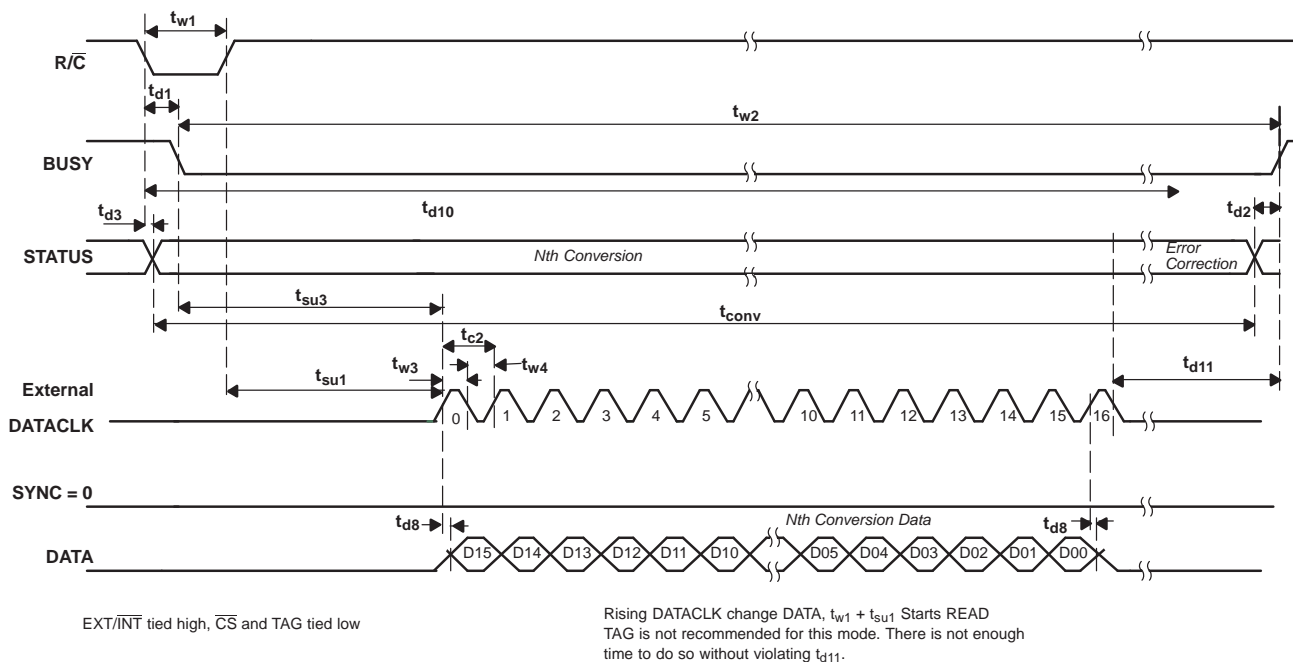 tw1
R/C̅
td1
tw2
BUSY
td3
td10
td2
STATUS
Nth Conversion
Error
Correction
tsu3
tconv
tc2
tw3
tw4
tsu1
td11
External
DATACLK
0 1 2 3 4 5 10 11 12 13 14 15 16
SYNC = 0
td8
Nth Conversion Data
td8
DATA
D15 D14 D13 D12 D11 D10 D05 D04 D03 D02 D01 D00
EXT/I̅N̅T̅ tied high, C̅S̅ and TAG tied low
Rising DATACLK change DATA, tw1 + tsu1 Starts READ
TAG is not recommended for this mode. There is not enough
time to do so without violating td11.